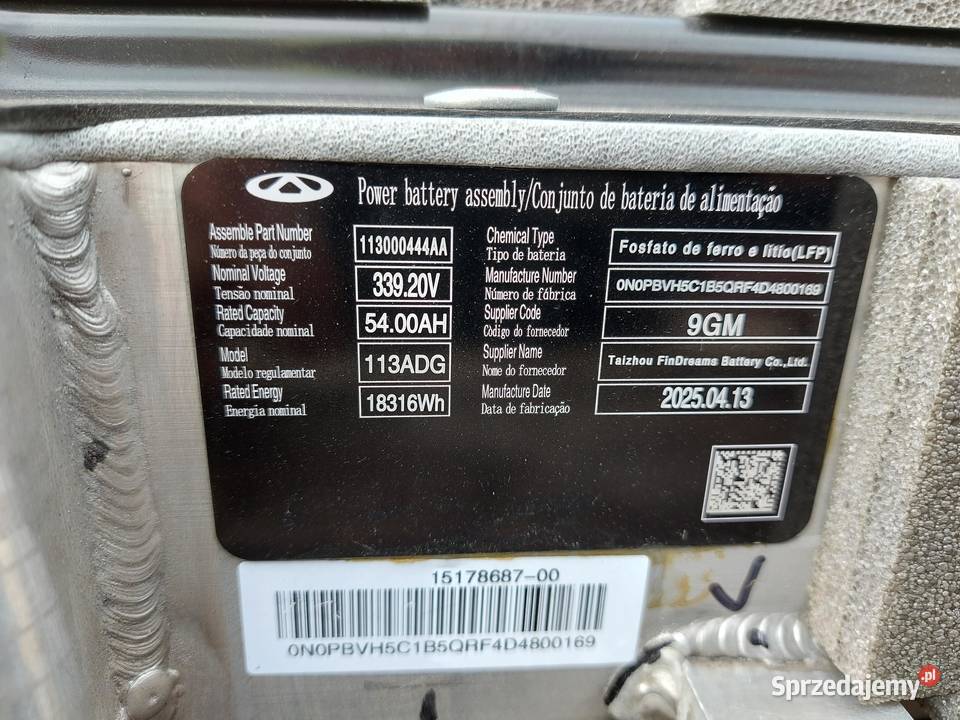 Power battery assembly/Conjunto de bateria de alimentação
Assemble Part Number
Número da peça do conjunto
113000444AA
Nominal Voltage
Tensão nominal
339.20V
Rated Capacity
Capacidade nominal
54.00AH
Model
Modelo regulamentar
113ADG
Rated Energy
Energia nominal
18316Wh
Chemical Type
Tipo de bateria
Fosfato de ferro e lítio(LFP)
Manufacture Number
Número de fábrica
0N0PBVH5C1B5QRF4D4800169
Supplier Code
Código do fornecedor
9GM
Supplier Name
Nome do fornecedor
Taizhou FinDreams Battery Co.,Ltd.
Manufacture Date
Data de fabricação
2025.04.13
15178687-00
0N0PBVH5C1B5QRF4D4800169
Sprzedajemy.pl